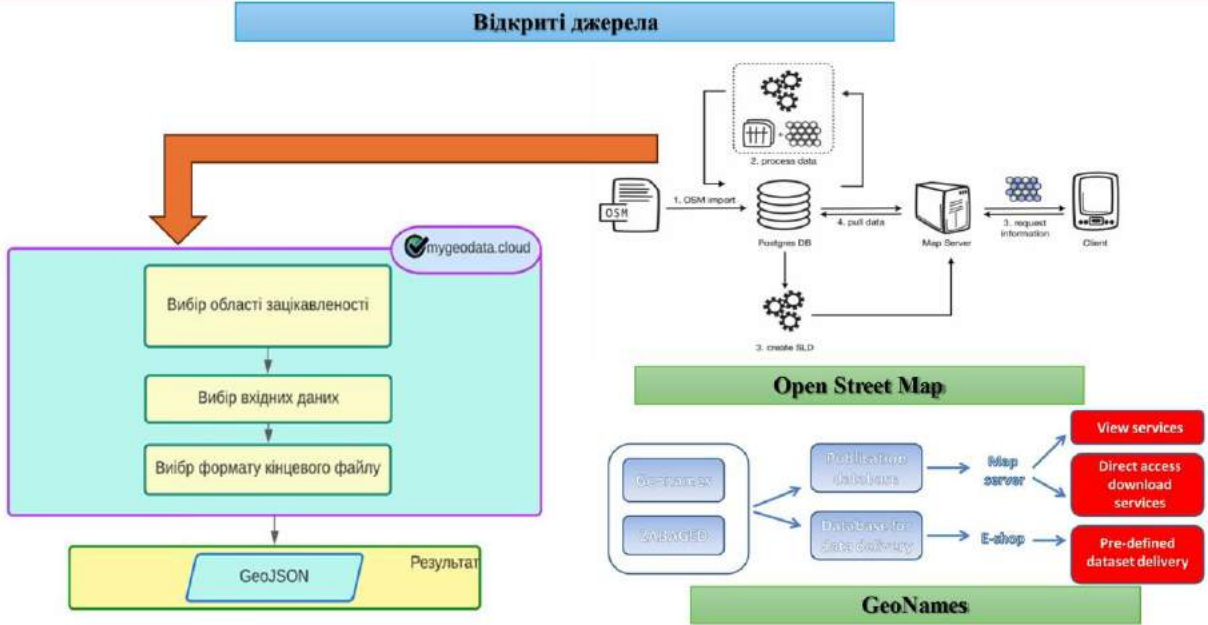 Відкриті джерела
2. process data
OSM
1. OSM import
Postgres DB
4. pull data
Map Server
3. request
information
Client
3. create SLD
mygeodata.cloud
Вибір області зацікавленості
Вибір вхідних даних
Виібр формату кінцевого файлу
Результат
GeoJSON
Open Street Map
Geonames
ZABAGED
Publication
database
Database for
data delivery
Map
server
E-shop
View services
Direct access
download
services
Pre-defined
dataset delivery
GeoNames